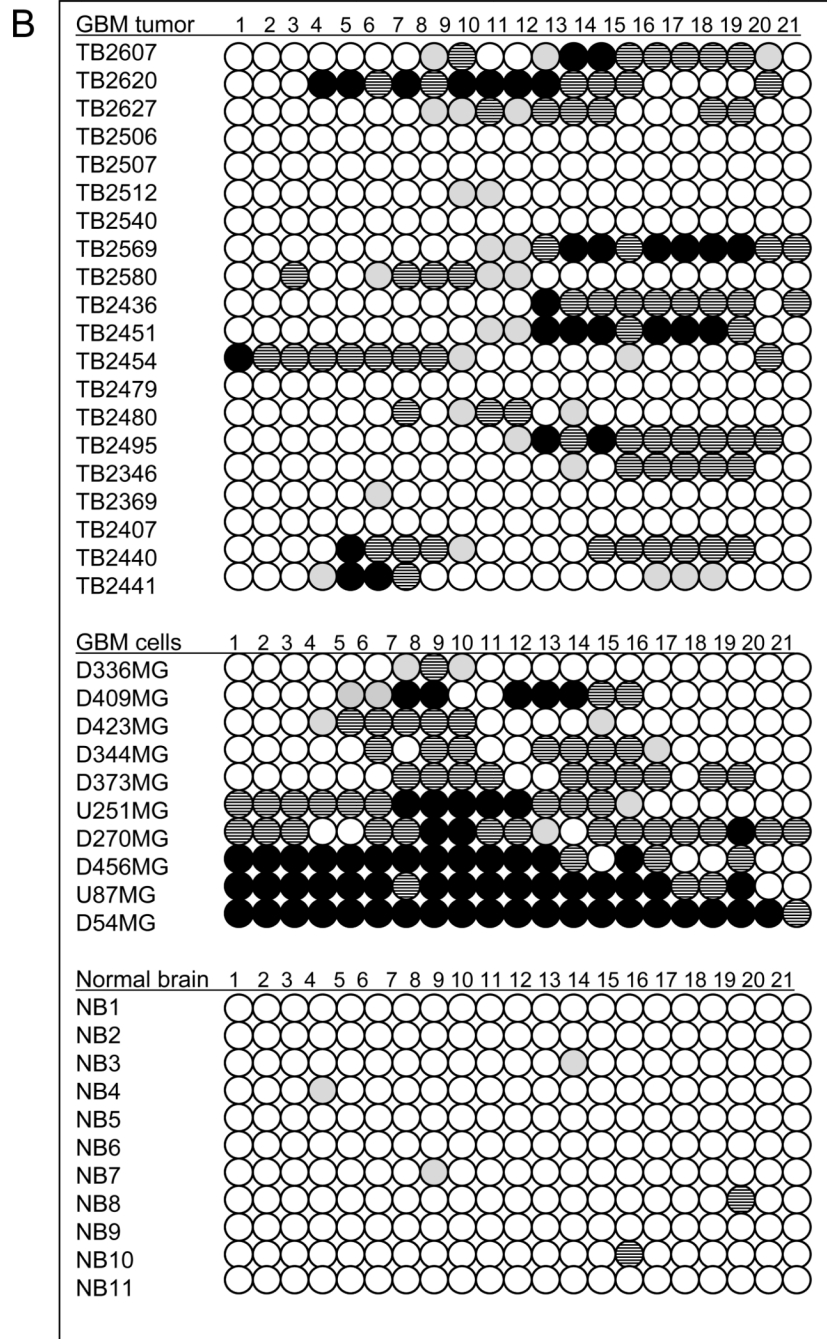 B
GBM tumor 1 2 3 4 5 6 7 8 9 10 11 12 13 14 15 16 17 18 19 20 21
TB2607
TB2620
TB2627
TB2506
TB2507
TB2512
TB2540
TB2569
TB2580
TB2436
TB2451
TB2454
TB2479
TB2480
TB2495
TB2346
TB2369
TB2407
TB2440
TB2441
GBM cells 1 2 3 4 5 6 7 8 9 10 11 12 13 14 15 16 17 18 19 20 21
D336MG
D409MG
D423MG
D344MG
D373MG
U251MG
D270MG
D456MG
U87MG
D54MG
Normal brain 1 2 3 4 5 6 7 8 9 10 11 12 13 14 15 16 17 18 19 20 21
NB1
NB2
NB3
NB4
NB5
NB6
NB7
NB8
NB9
NB10
NB11